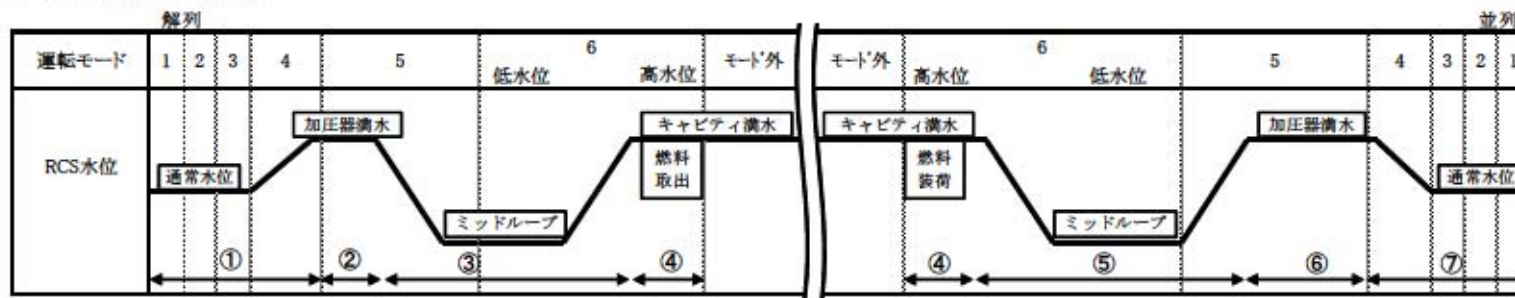 解列 並列
運転モード 1 2 3 4 5 6 モード外 モード外 6 5 4 3 2 1
低水位 高水位 高水位 低水位
加圧器満水 キャビティ満水 キャビティ満水 加圧器満水
RCS水位 通常水位 燃料取出 燃料装荷 通常水位
ミッドループ ミッドループ
① ② ③ ④ ④ ⑤ ⑥ ⑦